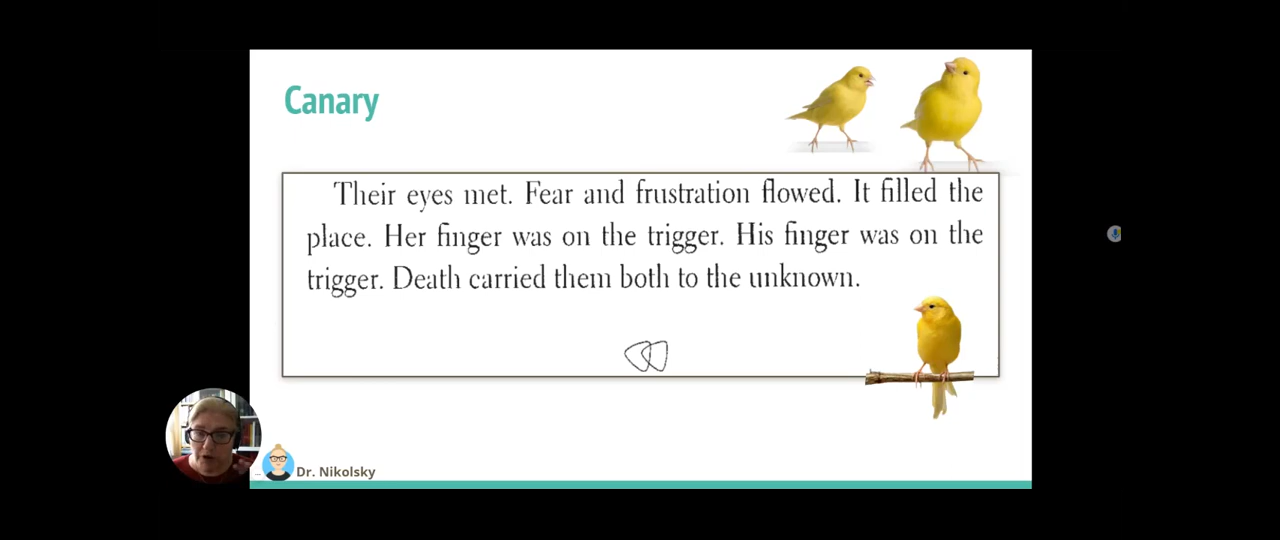 Canary
Their eyes met. Fear and frustration flowed. It filled the
place. Her finger was on the trigger. His finger was on the
trigger. Death carried them both to the unknown.
Dr. Nikolsky